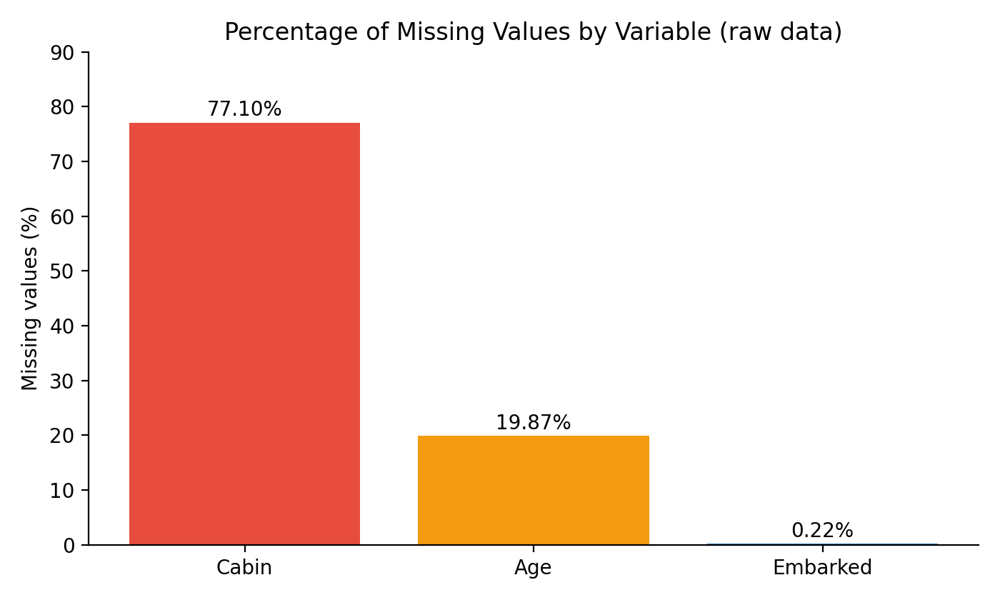 Percentage of Missing Values by Variable (raw data)
90
80
70
60
50
40
30
20
10
0
Missing values (%)
77.10%
19.87%
0.22%
Cabin
Age
Embarked